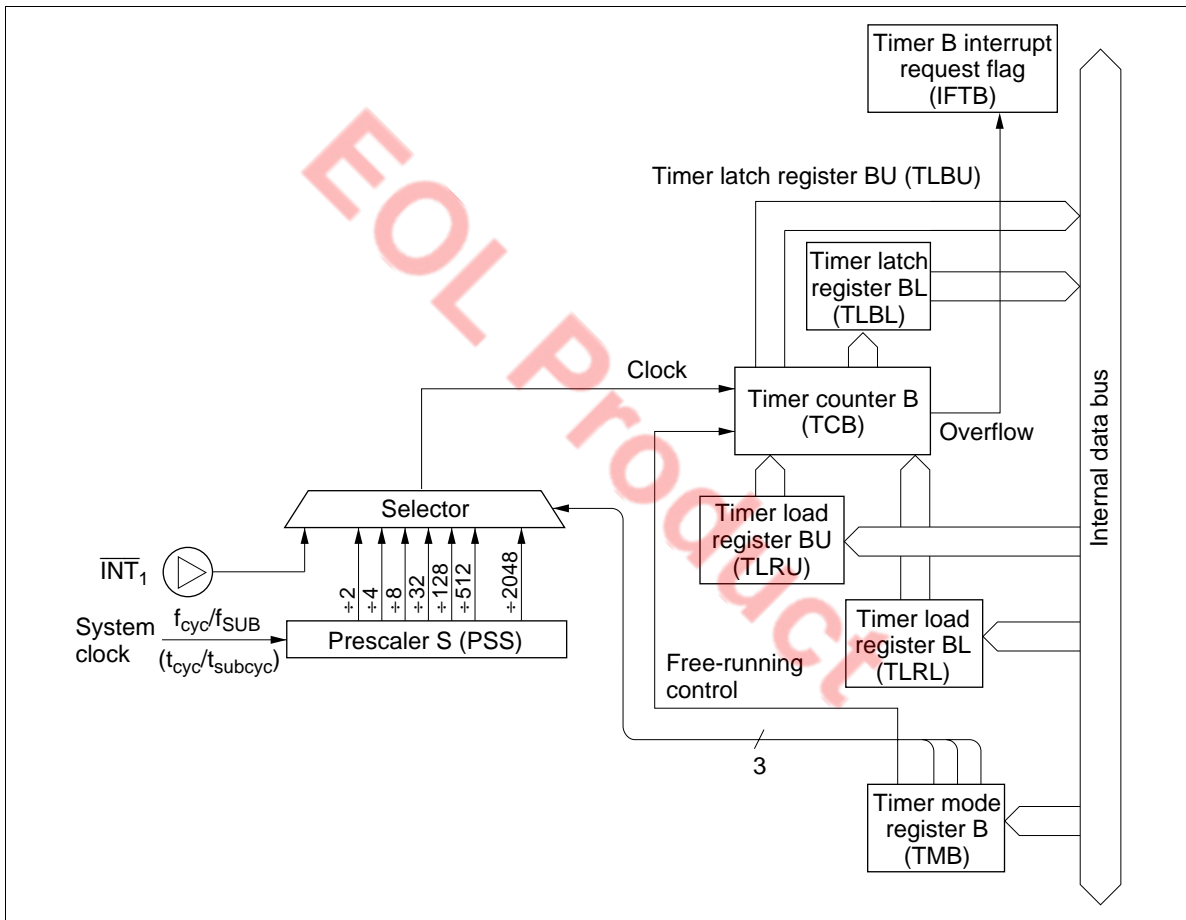 Timer B interrupt
request flag
(IFTB)
Timer latch register BU (TLBU)
Timer latch
register BL
(TLBL)
Clock
Timer counter B
(TCB)
Overflow
Internal data bus
Selector
Timer load
register BU
(TLRU)
INT1
÷2
÷4
÷8
÷32
÷128
÷512
÷2048
System
clock
fcyc/fSUB
(tcyc/tsubcyc)
Prescaler S (PSS)
Timer load
register BL
(TLRL)
Free-running
control
3
Timer mode
register B
(TMB)
EOL Product